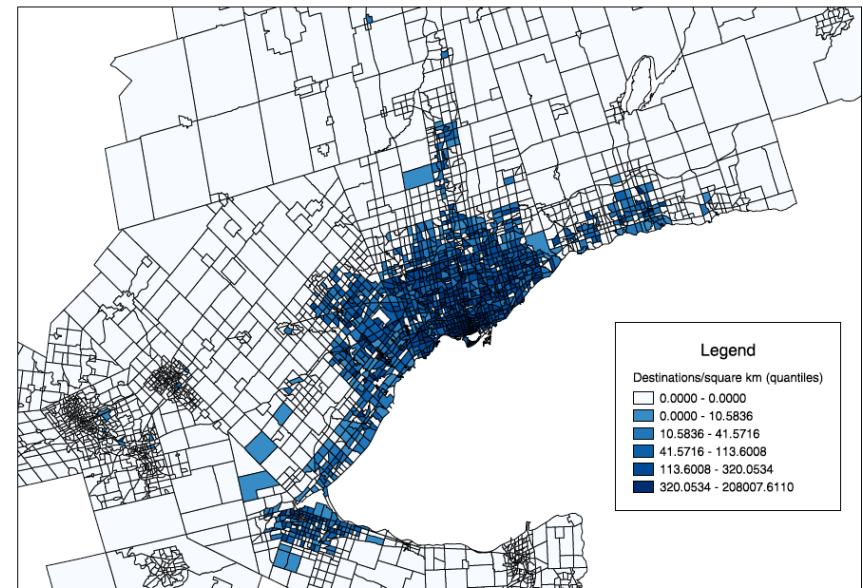 Legend
Destinations/square km (quantiles)
0.0000 - 0.0000
0.0000 - 10.5836
10.5836 - 41.5716
41.5716 - 113.6008
113.6008 - 320.0534
320.0534 - 208007.6110